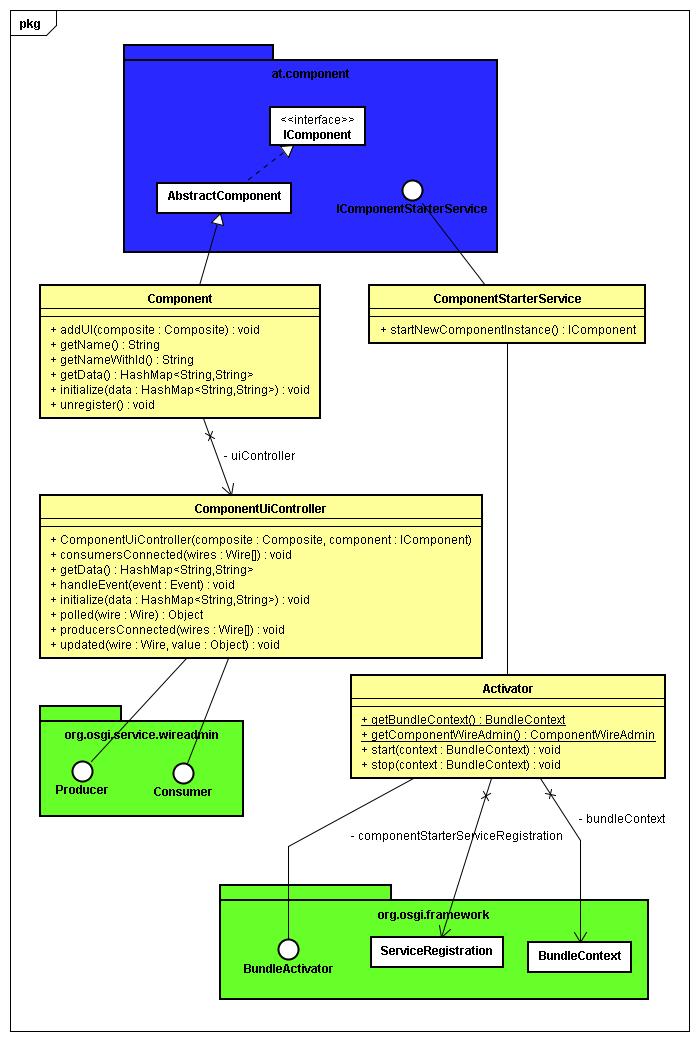 pkg
at.component
<<interface>>
IComponent
AbstractComponent
IComponentStarterService
Component
+ addUI(composite : Composite) : void
+ getName() : String
+ getNameWithId() : String
+ getData() : HashMap<String,String>
+ initialize(data : HashMap<String,String>) : void
+ unregister() : void
ComponentStarterService
+ startNewComponentInstance() : IComponent
- uiController
ComponentUiController
+ ComponentUiController(composite : Composite, component : IComponent)
+ consumersConnected(wires : Wire[]) : void
+ getData() : HashMap<String,String>
+ handleEvent(event : Event) : void
+ initialize(data : HashMap<String,String>) : void
+ polled(wire : Wire) : Object
+ producersConnected(wires : Wire[]) : void
+ updated(wire : Wire, value : Object) : void
org.osgi.service.wireadmin
Producer
Consumer
Activator
+ getBundleContext() : BundleContext
+ getComponentWireAdmin() : ComponentWireAdmin
+ start(context : BundleContext) : void
+ stop(context : BundleContext) : void
- bundleContext
- componentStarterServiceRegistration
org.osgi.framework
BundleActivator
ServiceRegistration
BundleContext